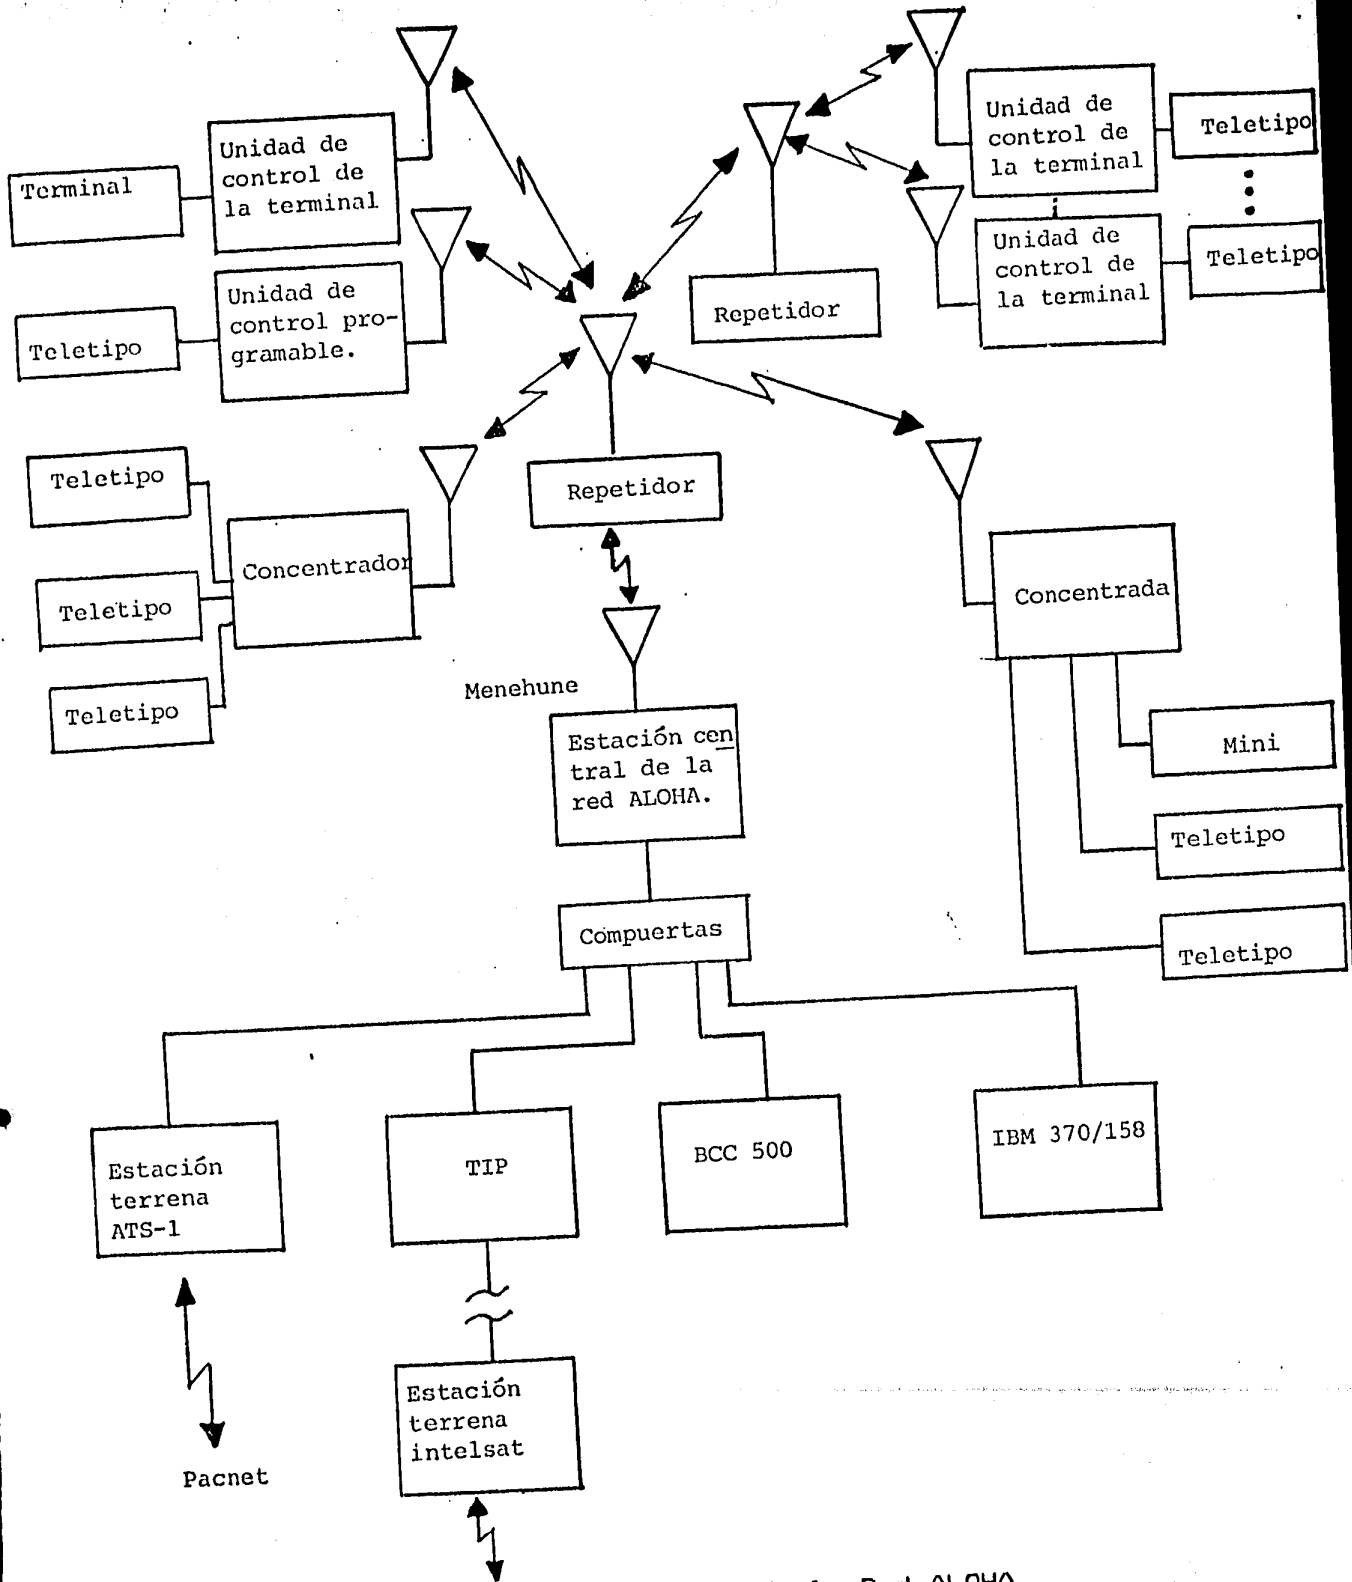 Unidad de
control de
la terminal
Terminal
Unidad de
control pro-
gramable.
Teletipo
Unidad de
control de
la terminal
Teletipo
Unidad de
control de
la terminal
Teletipo
Repetidor
Repetidor
Teletipo
Teletipo
Teletipo
Concentrador
Concentrada
Mini
Teletipo
Teletipo
Menehune
Estación cen
tral de la
red ALOHA.
Compuertas
Estación
terrena
ATS-1
TIP
BCC 500
IBM 370/158
Pacnet
Estación
terrena
intelsat
Red ALOHA